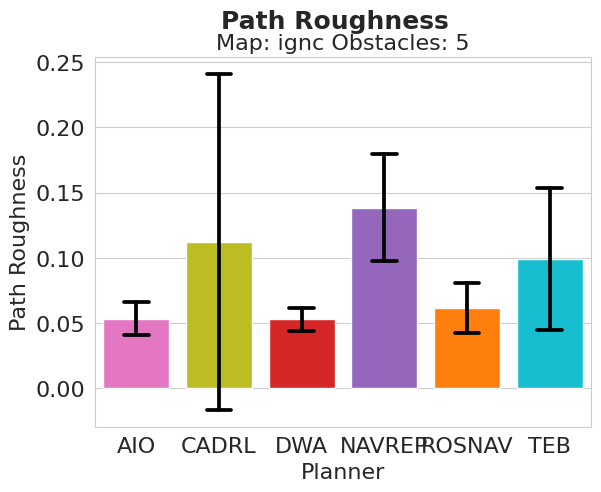 Path Roughness
Map: ignc Obstacles: 5
Path Roughness
0.25
0.20
0.15
0.10
0.05
0.00
AIO CADRL DWA NAVREP ROSNAV TEB
Planner